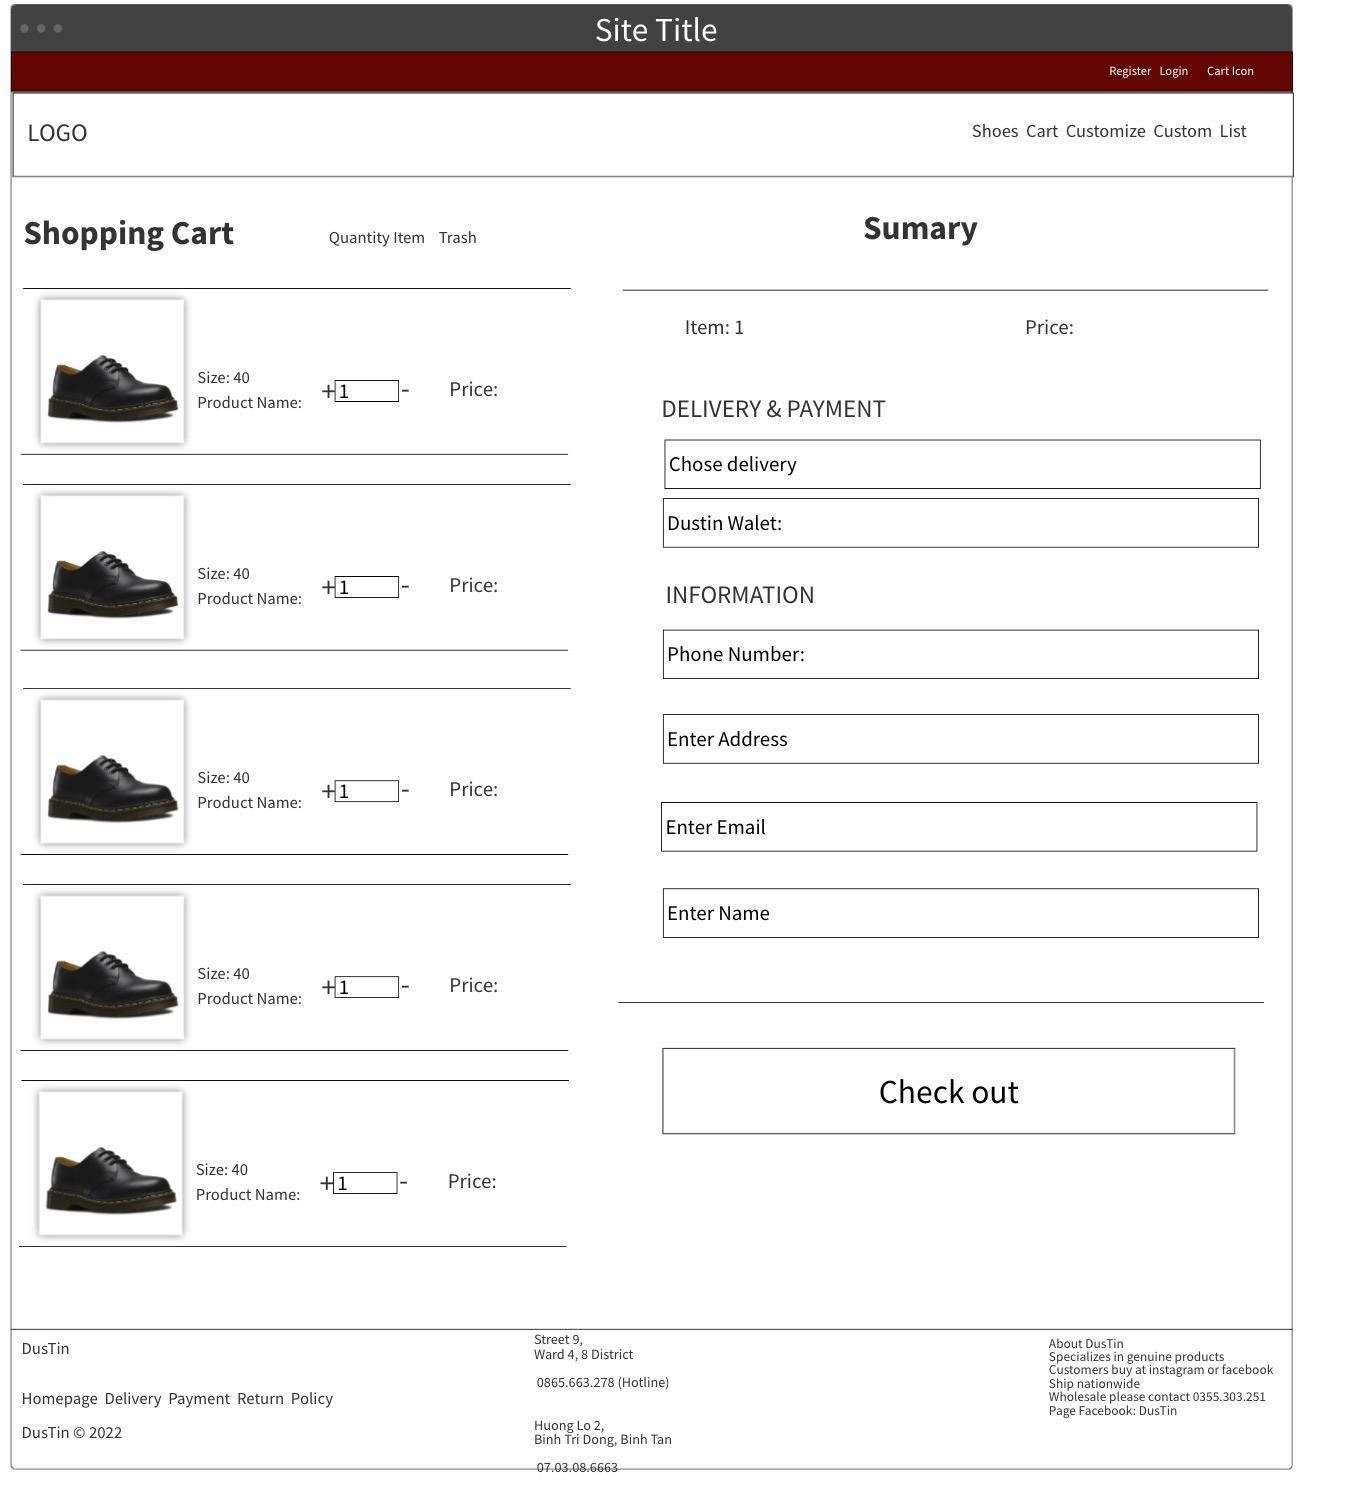 Site Title
Register Login Cart Icon
LOGO
Shoes Cart Customize Custom List
Shopping Cart
Quantity Item Trash
Size: 40
Product Name:
+ 1 -
Price:
Size: 40
Product Name:
+ 1 -
Price:
Size: 40
Product Name:
+ 1 -
Price:
Size: 40
Product Name:
+ 1 -
Price:
Size: 40
Product Name:
+ 1 -
Price:
Sumary
Item: 1
Price:
DELIVERY & PAYMENT
Chose delivery
Dustin Walet:
INFORMATION
Phone Number:
Enter Address
Enter Email
Enter Name
Check out
DusTin
Homepage Delivery Payment Return Policy
DusTin © 2022
Street 9,
Ward 4, 8 District
0865.663.278 (Hotline)
Huong Lo 2,
Binh Tri Dong, Binh Tan
07.03.08.6663
About DusTin
Specializes in genuine products
Customers buy at instagram or facebook
Ship nationwide
Wholesale please contact 0355.303.251
Page Facebook: DusTin